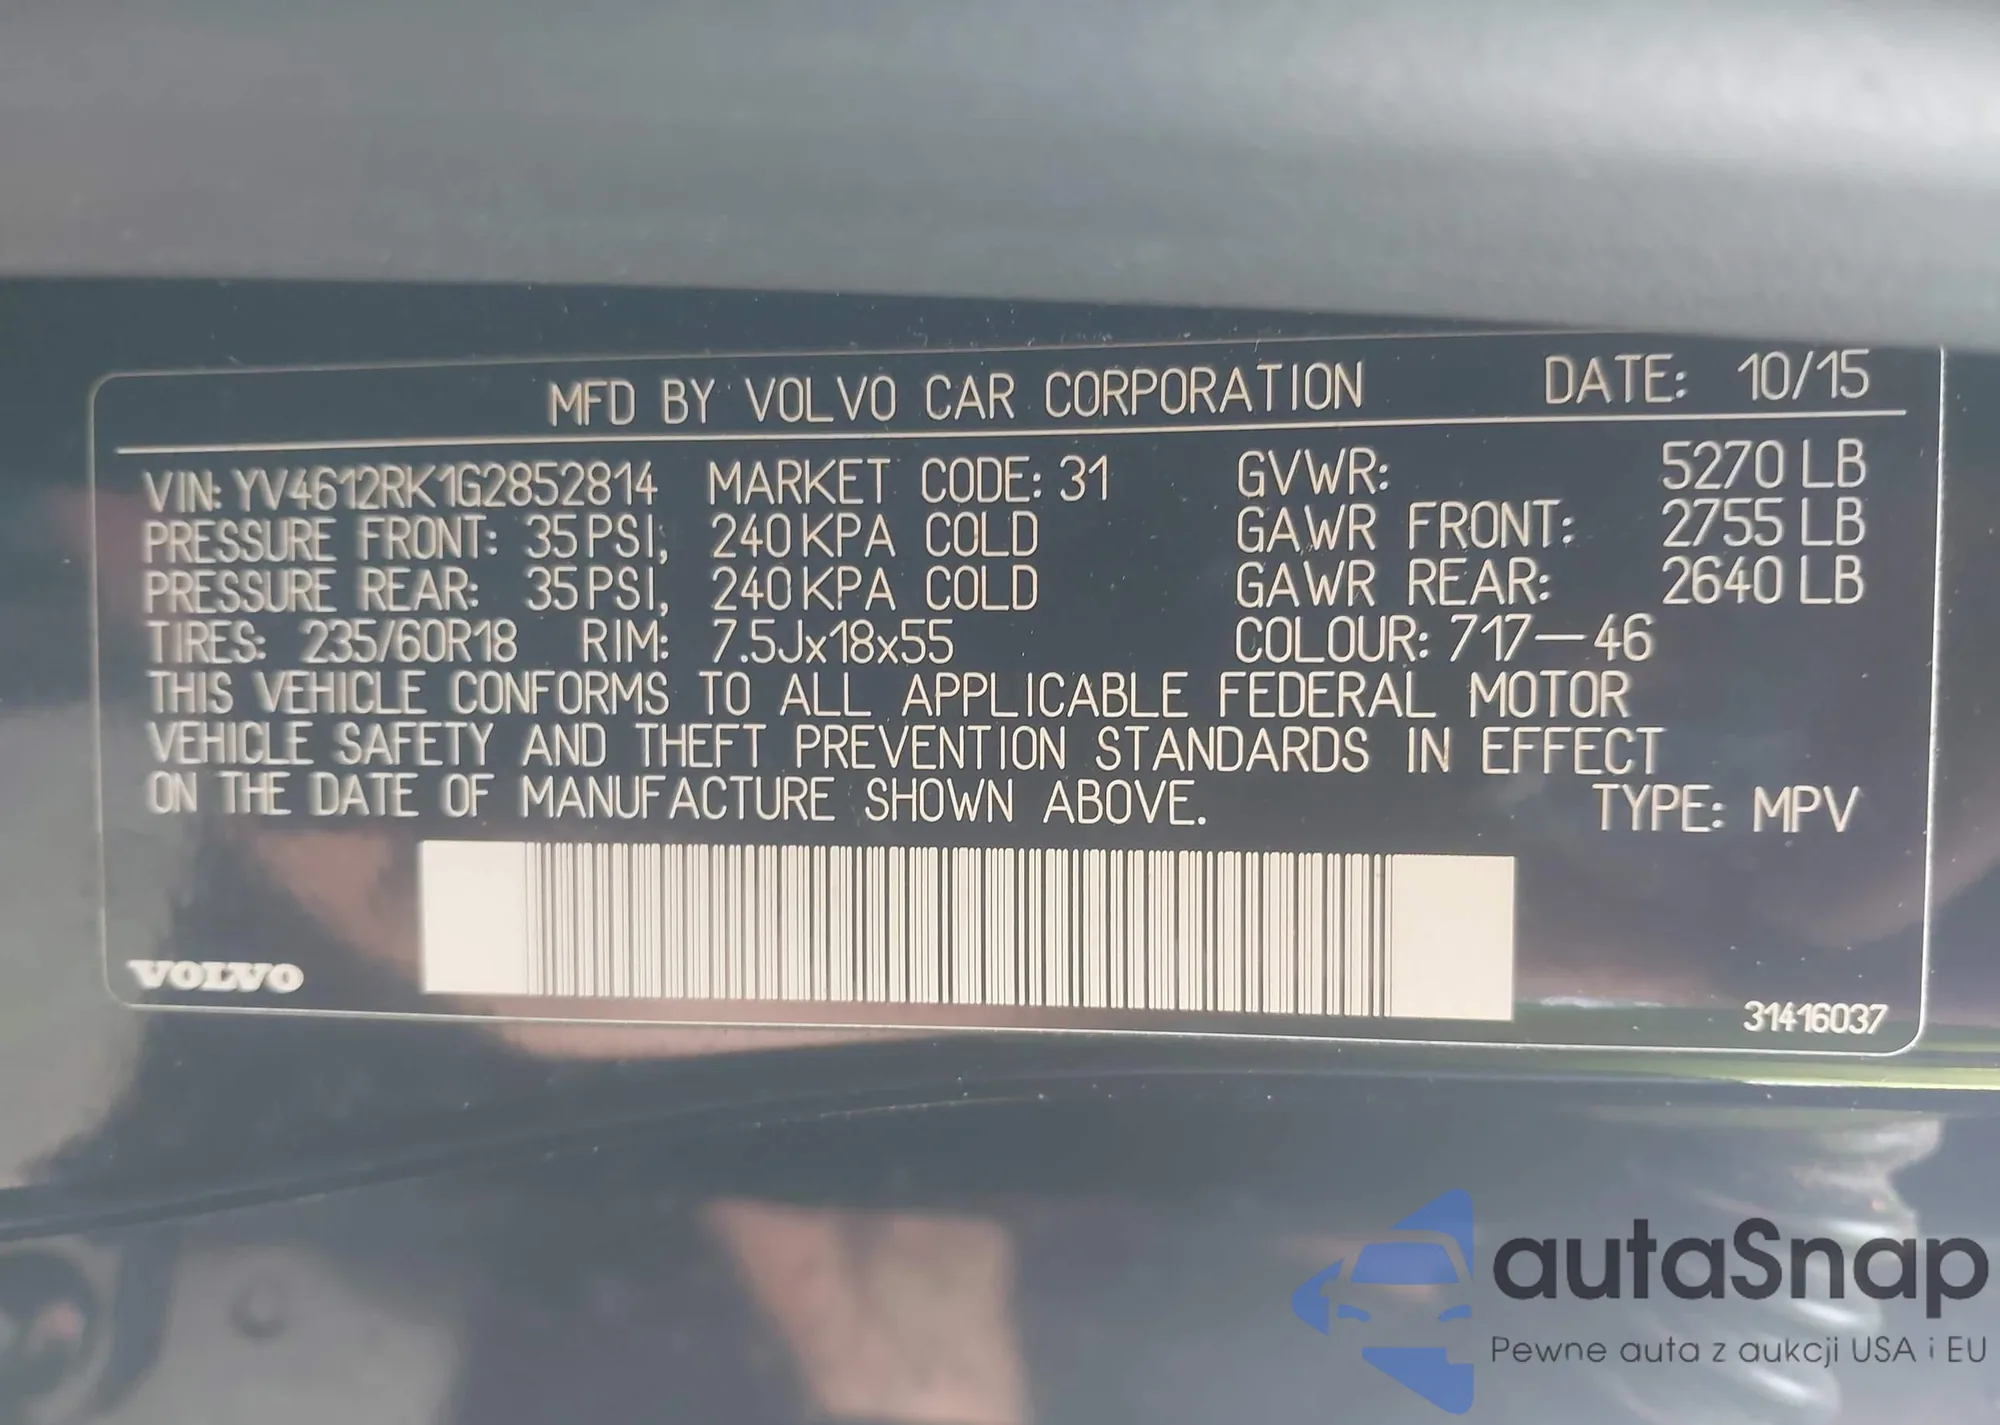 MFD BY VOLVO CAR CORPORATION DATE: 10/15
VIN: YV4612RK1G2852814 MARKET CODE: 31 GVWR: 5270 LB
PRESSURE FRONT: 35 PSI, 240 KPA COLD GAWR FRONT: 2755 LB
PRESSURE REAR: 35 PSI, 240 KPA COLD GAWR REAR: 2640 LB
TIRES: 235/60R18 RIM: 7.5Jx18x55 COLOUR: 717-46
THIS VEHICLE CONFORMS TO ALL APPLICABLE FEDERAL MOTOR
VEHICLE SAFETY AND THEFT PREVENTION STANDARDS IN EFFECT
ON THE DATE OF MANUFACTURE SHOWN ABOVE. TYPE: MPV
VOLVO
31416037
autaSnap
Pewne auta z aukcji USA i EU